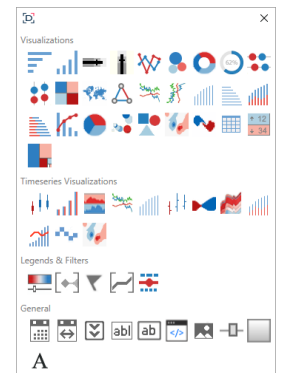 Visualizations
62%
+ 12
+ 34
Timeseries Visualizations
Legends & Filters
General
abl
ab
</>
A